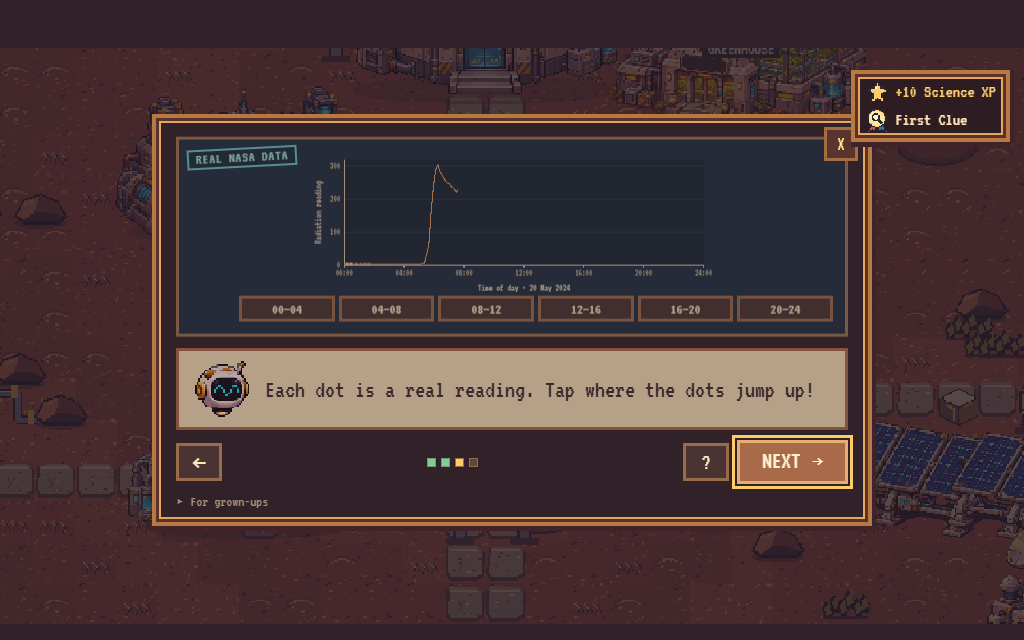 GREENHOUSE
+10 Science XP
First Clue
X
REAL NASA DATA
Radiation reading
300
200
100
0
00:00 04:00 08:00 12:00 16:00 20:00 24:00
Time of day · 20 May 2024
00–04 04–08 08–12 12–16 16–20 20–24
Each dot is a real reading. Tap where the dots jump up!
← ? NEXT →
▸ For grown-ups